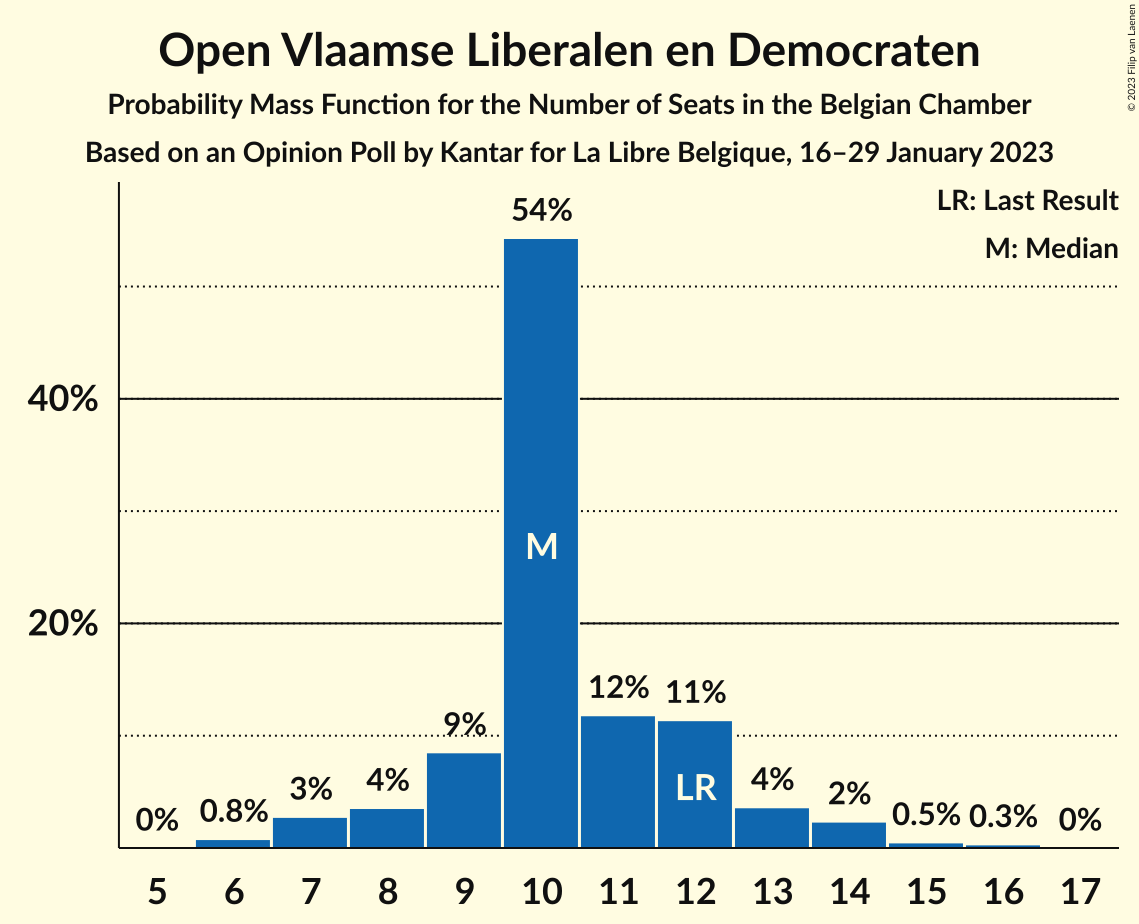 Open Vlaamse Liberalen en Democraten
Probability Mass Function for the Number of Seats in the Belgian Chamber
Based on an Opinion Poll by Kantar for La Libre Belgique, 16–29 January 2023
© 2023 Filip van Laenen
LR: Last Result
M: Median
54%
40%
M
20%
12%
11%
9%
LR
4%
4%
3%
2%
0.8%
0.5%
0.3%
0%
0%
5 6 7 8 9 10 11 12 13 14 15 16 17